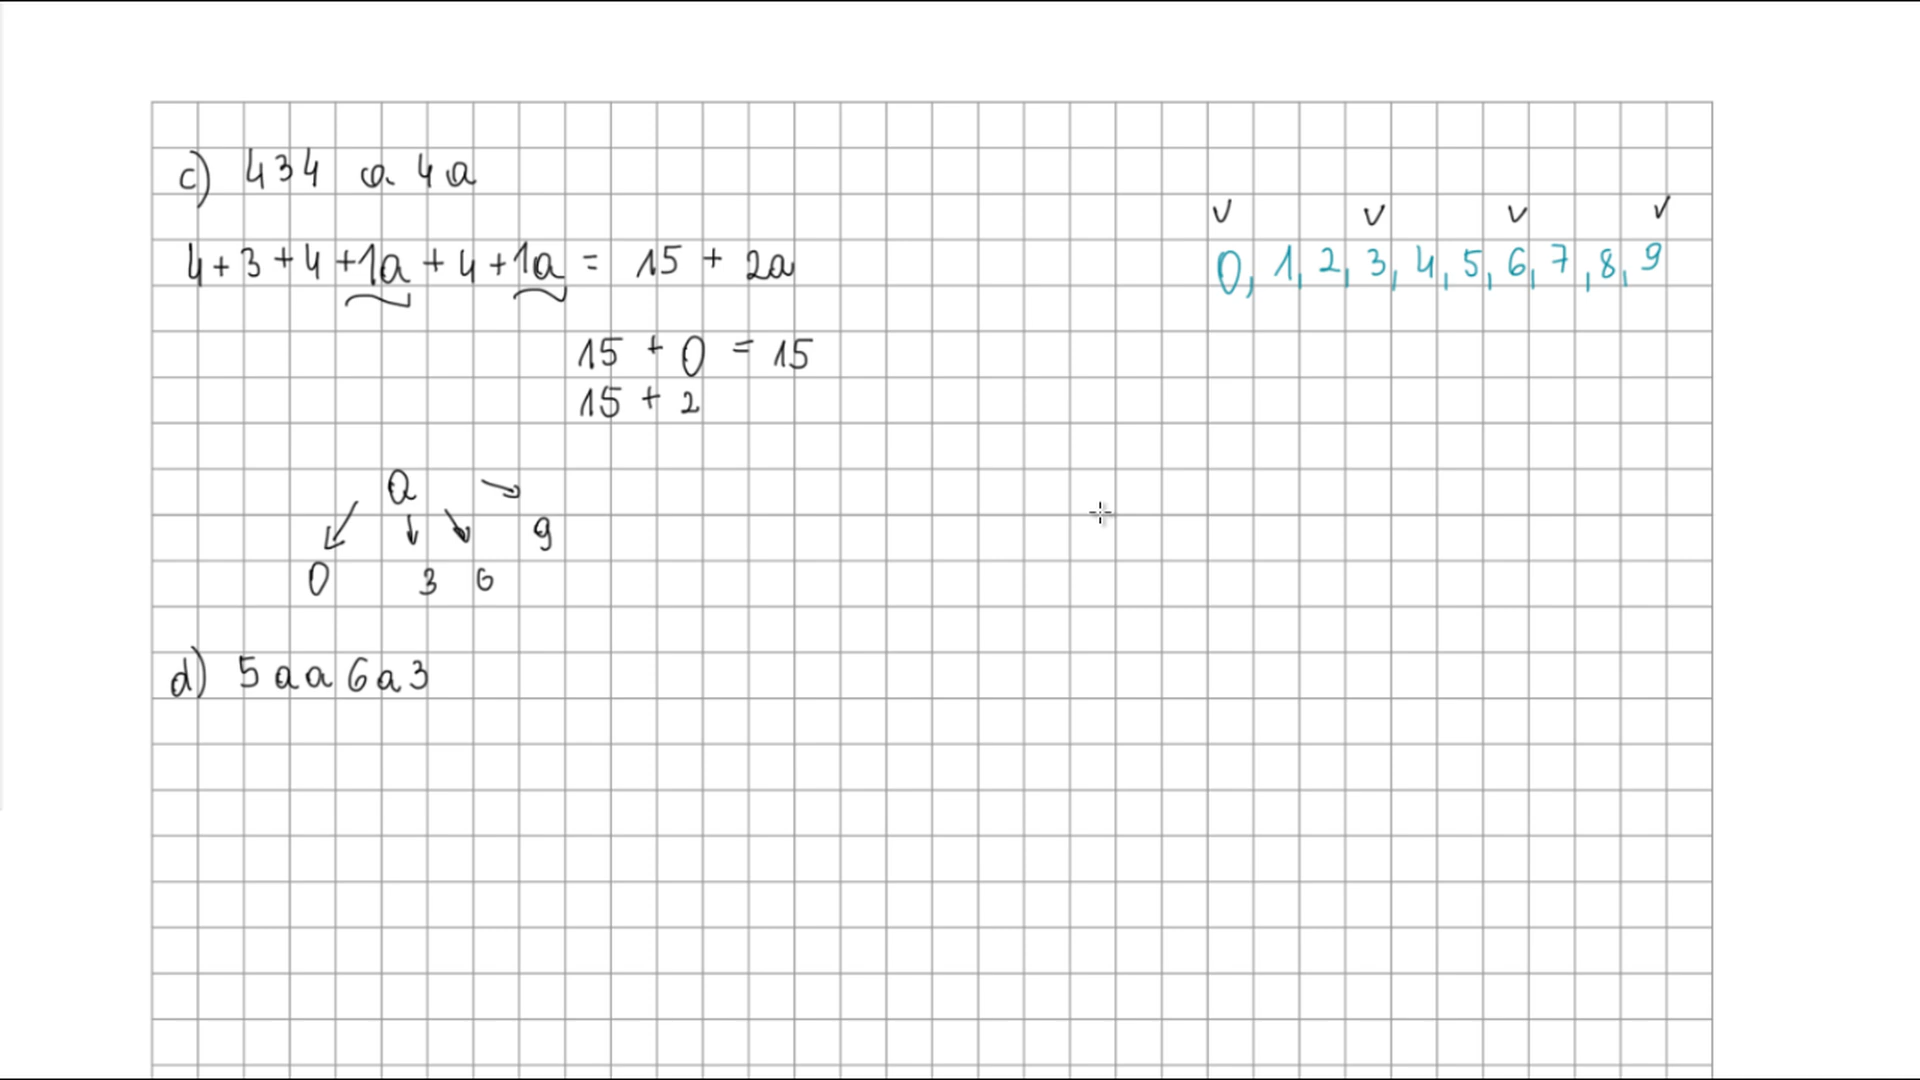 c) 434 a 4a
v v v v
4+3+4+1a+4+1a = 15 + 2a
0, 1, 2, 3, 4, 5, 6, 7, 8, 9
15 + 0 = 15
15 + 2
a
9
0 3 6
d) 5aa6a3